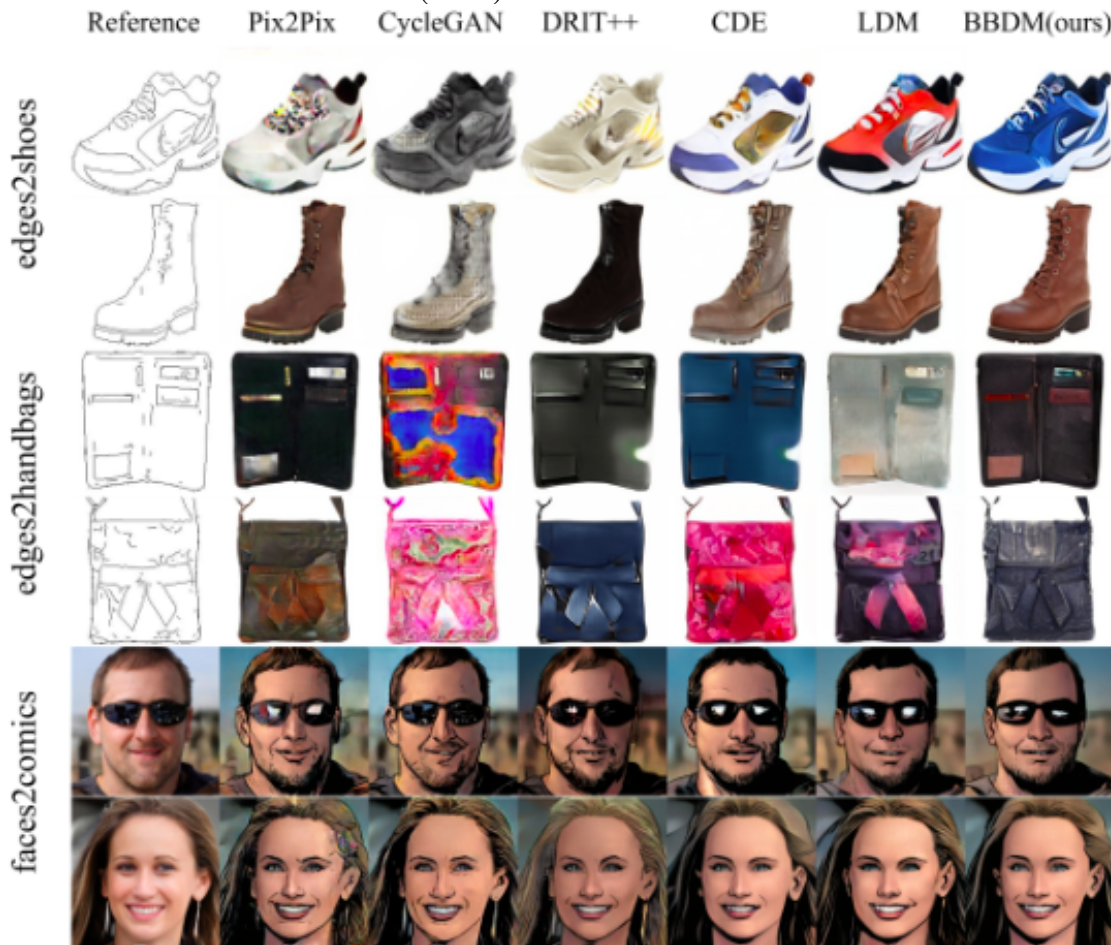 Reference Pix2Pix CycleGAN DRIT++ CDE LDM BBDM(ours)
edges2shoes
edges2handbags
faces2comics